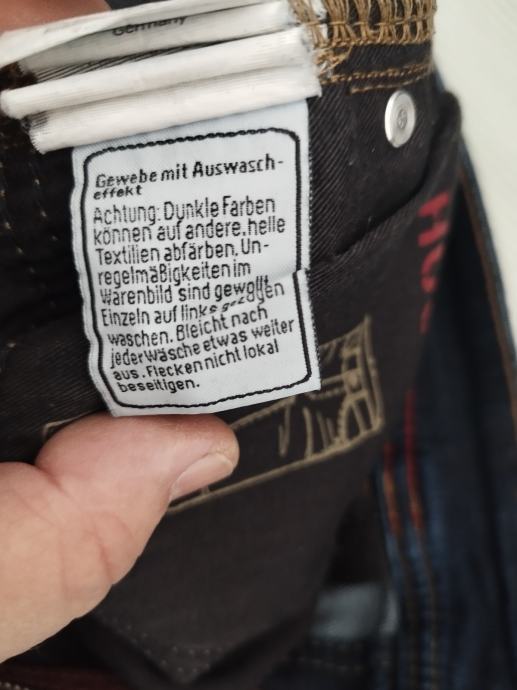 Germany
Gewebe mit Auswasch-
effekt
Achtung: Dunkle Farben
können auf andere, helle
Textilien abfärben. Un-
regelmäßigkeiten im
Warenbild sind gewollt.
Einzeln auf links gezogen
waschen. Bleicht nach
jeder Wäsche etwas weiter
aus. Flecken nicht lokal
beseitigen.